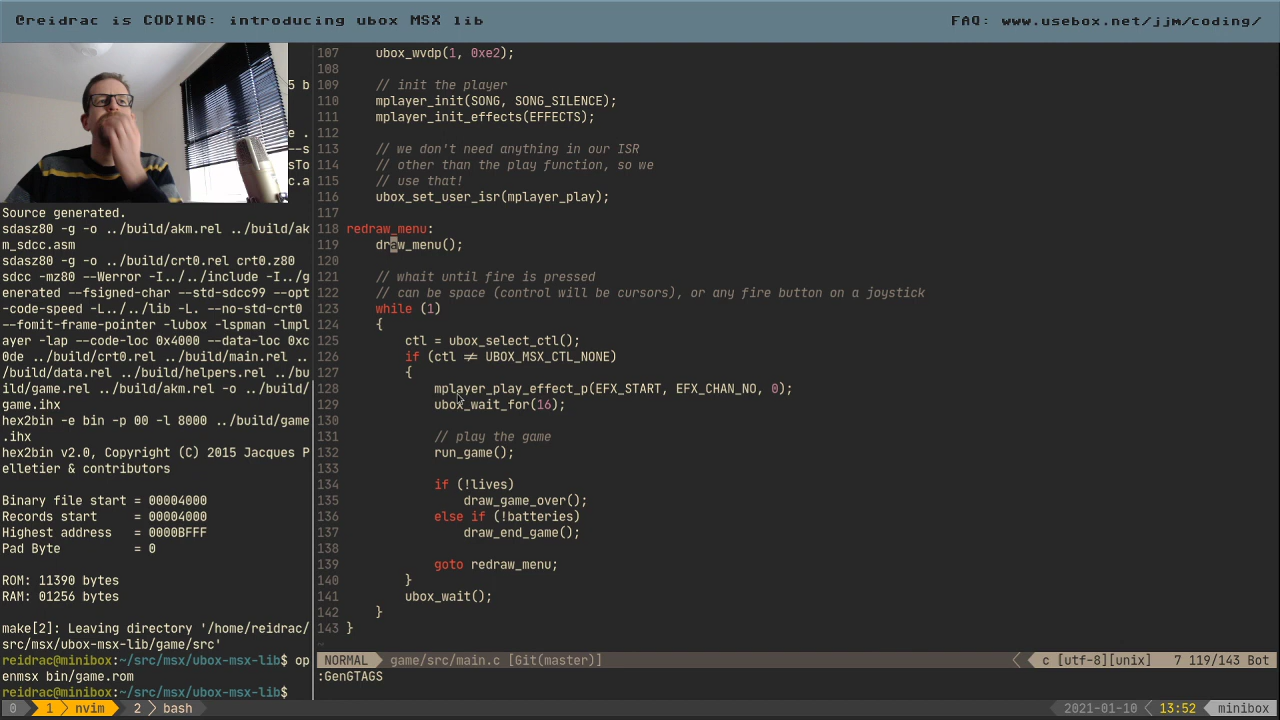 @reidrac is CODING: introducing ubox MSX lib
FAQ: www.usebox.net/jjm/coding/
5 b
e .
--s
sTo
c.a
Source generated.
sdasz80 -g -o ../build/akm.rel ../build/ak
m_sdcc.asm
sdasz80 -g -o ../build/crt0.rel crt0.z80
sdcc -mz80 --Werror -I../../include -I../g
enerated --fsigned-char --std-sdcc99 --opt
-code-speed -L../../lib -L. --no-std-crt0
--fomit-frame-pointer -lubox -lspman -lmpl
ayer -lap --code-loc 0x4000 --data-loc 0xc
0de ../build/crt0.rel ../build/main.rel ..
/build/data.rel ../build/helpers.rel ../bu
ild/game.rel ../build/akm.rel -o ../build/
game.ihx
hex2bin -e bin -p 00 -l 8000 ../build/game
.ihx
hex2bin v2.0, Copyright (C) 2015 Jacques P
elletier & contributors
Binary file start = 00004000
Records start = 00004000
Highest address = 0000BFFF
Pad Byte = 0
ROM: 11390 bytes
RAM: 01256 bytes
make[2]: Leaving directory '/home/reidrac/
src/msx/ubox-msx-lib/game/src'
reidrac@minibox:~/src/msx/ubox-msx-lib$ op
enmsx bin/game.rom
reidrac@minibox:~/src/msx/ubox-msx-lib$
107 ubox_wvdp(1, 0xe2);
108
109 // init the player
110 mplayer_init(SONG, SONG_SILENCE);
111 mplayer_init_effects(EFFECTS);
112
113 // we don't need anything in our ISR
114 // other than the play function, so we
115 // use that!
116 ubox_set_user_isr(mplayer_play);
117
118 redraw_menu:
119 draw_menu();
120
121 // whait until fire is pressed
122 // can be space (control will be cursors), or any fire button on a joystick
123 while (1)
124 {
125 ctl = ubox_select_ctl();
126 if (ctl ≠ UBOX_MSX_CTL_NONE)
127 {
128 mplayer_play_effect_p(EFX_START, EFX_CHAN_NO, 0);
129 ubox_wait_for(16);
130
131 // play the game
132 run_game();
133
134 if (!lives)
135 draw_game_over();
136 else if (!batteries)
137 draw_end_game();
138
139 goto redraw_menu;
140 }
141 ubox_wait();
142 }
143 }
~
NORMAL game/src/main.c [Git(master)] c [utf-8][unix] 7 119/143 Bot
:GenGTAGS
0 1 nvim 2 bash 2021-01-10 13:52 minibox